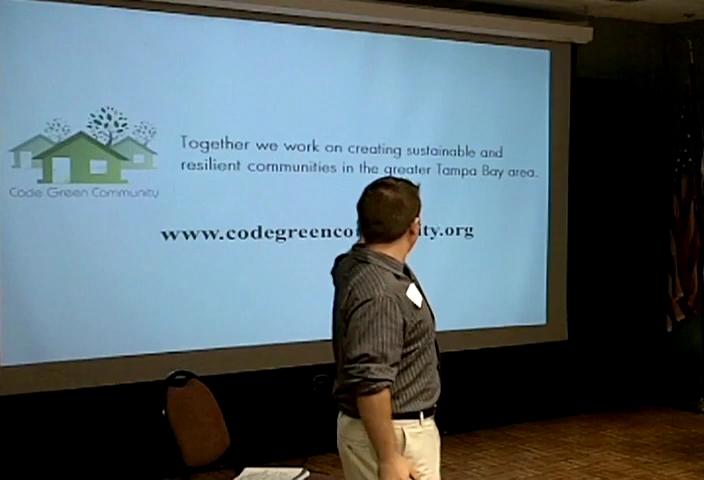 Together we work on creating sustainable and
resilient communities in the greater Tampa Bay area.
Code Green Community
www.codegreenco ity.org